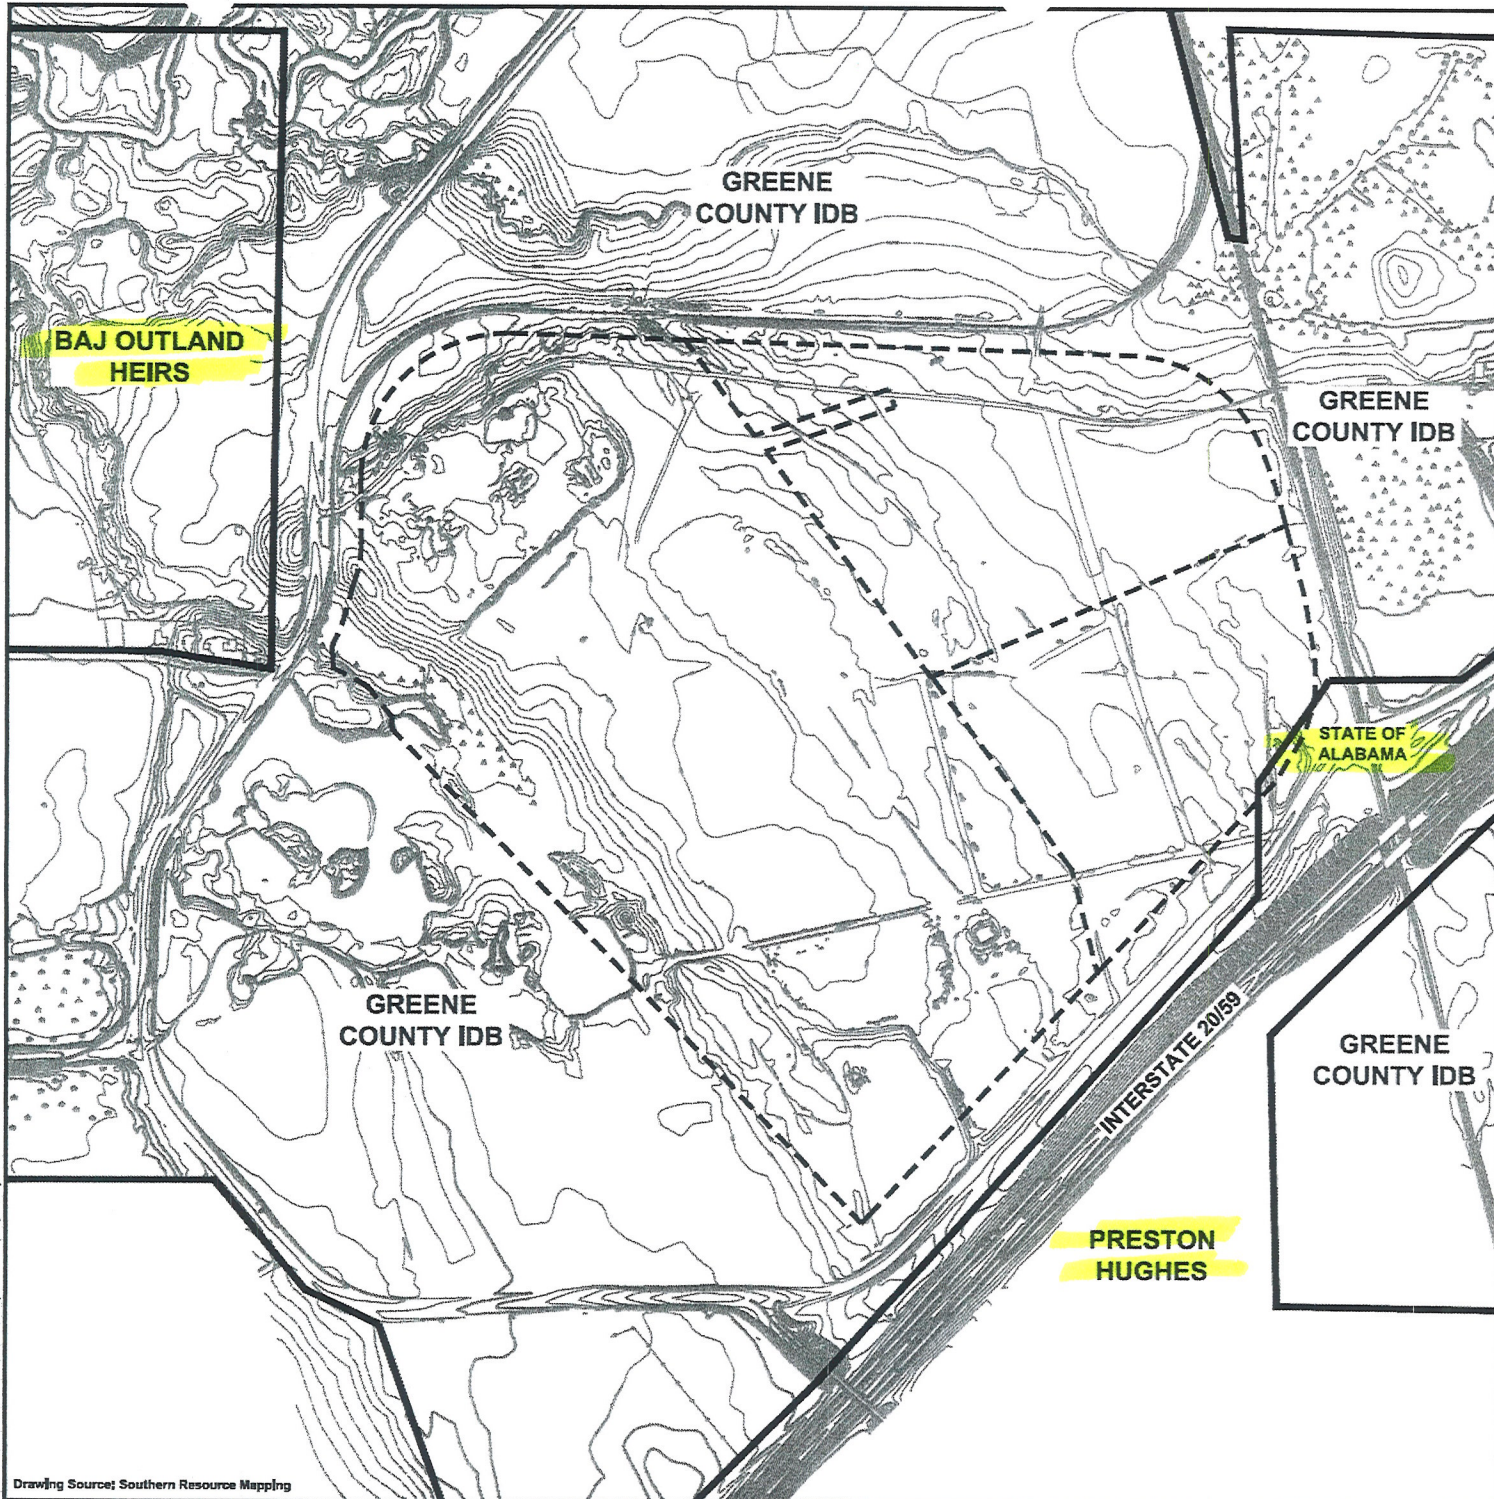 GREENE
COUNTY IDB
BAJ OUTLAND
HEIRS
GREENE
COUNTY IDB
STATE OF
ALABAMA
GREENE
COUNTY IDB
INTERSTATE 20/59
GREENE
COUNTY IDB
PRESTON
HUGHES
Drawing Source: Southern Resource Mapping